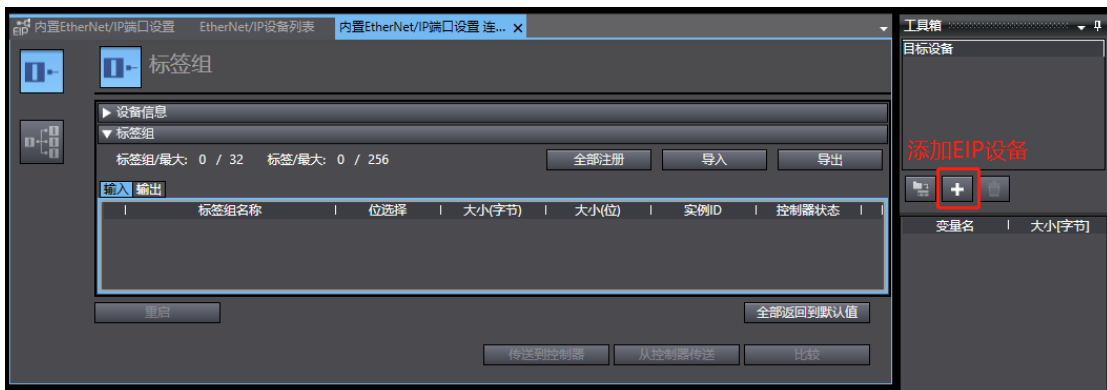 EIP 内置EtherNet/IP端口设置 EtherNet/IP设备列表 内置EtherNet/IP端口设置 连... x
工具箱
目标设备
标签组
▶ 设备信息
▼ 标签组
标签组/最大: 0 / 32 标签/最大: 0 / 256 全部注册 导入 导出
添加EIP设备
输入 输出
标签组名称 | 位选择 | 大小(字节) | 大小(位) | 实例ID | 控制器状态
变量名 | 大小[字节]
重启 全部返回到默认值
传送到控制器 从控制器传送 比较